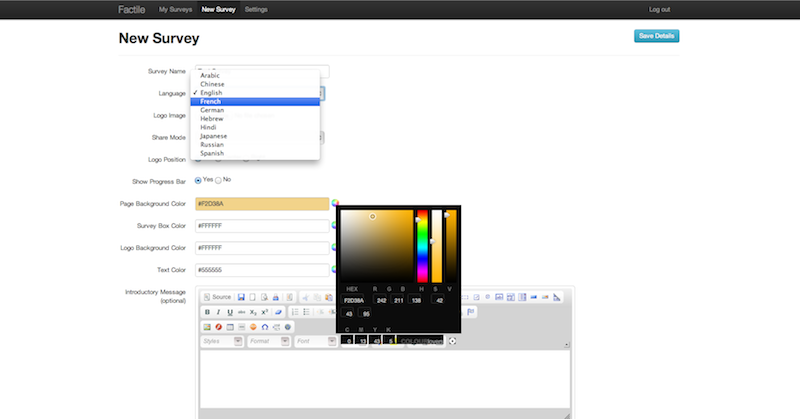 Factile My Surveys New Survey Settings Log out
New Survey Save Details
Survey Name
Arabic
Chinese
Language ✓ English
French
German
Logo Image Hebrew
Hindi
Share Mode Japanese
Russian
Spanish
Logo Position
Show Progress Bar Yes No
Page Background Color #F2D38A
Survey Box Color #FFFFFF
Logo Background Color #FFFFFF
Text Color #555555
HEX R G B H S V
F2D38A 242 211 138 42
43 95
C M Y K
0 13 43 5 COLOURlovers
Introductory Message
(optional)
Source
B I U abc X₂ X²
Styles Format Font